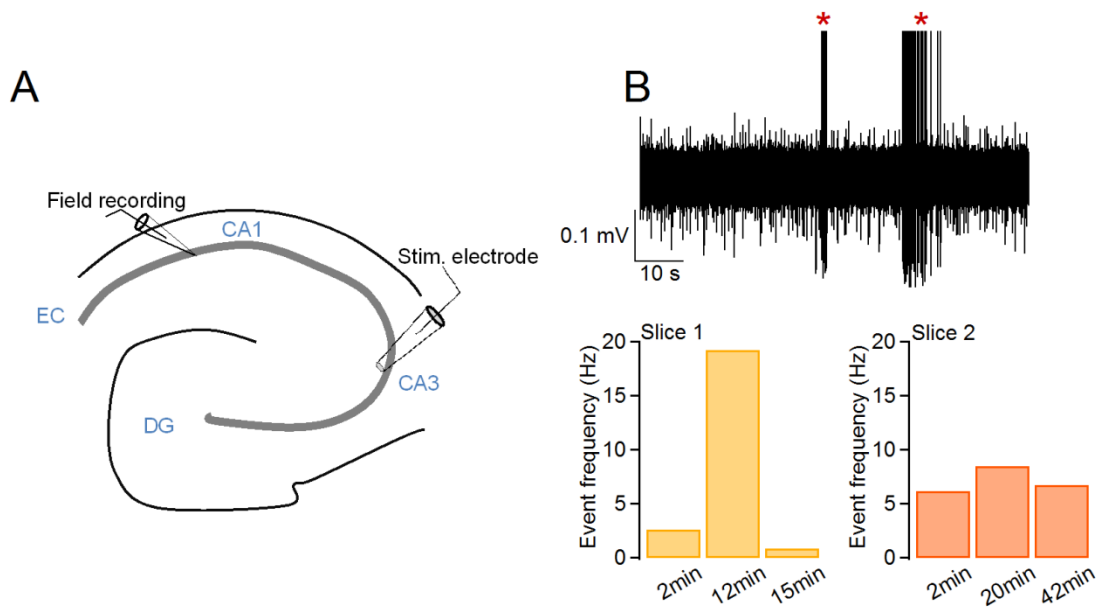 A
Field recording
CA1
Stim. electrode
EC
CA3
DG
B
*
*
0.1 mV
10 s
Slice 1
Event frequency (Hz)
20
15
10
5
0
2min
12min
15min
Slice 2
Event frequency (Hz)
20
15
10
5
0
2min
20min
42min